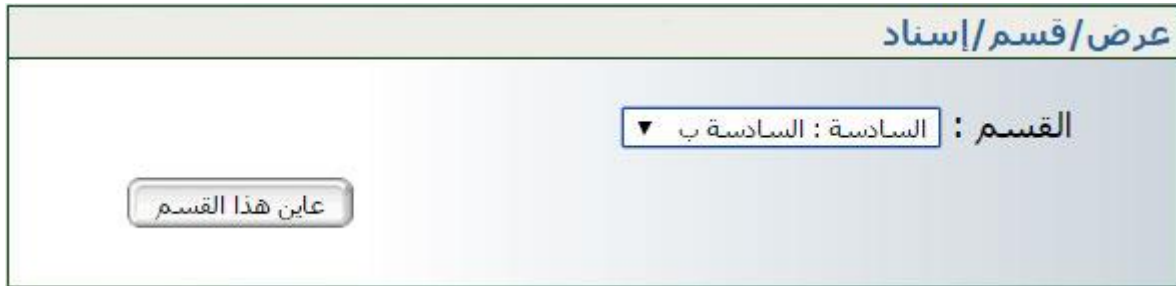 عرض/قسم/إسناد
القسم : السادسة : السادسة ب ▼
عاين هذا القسم